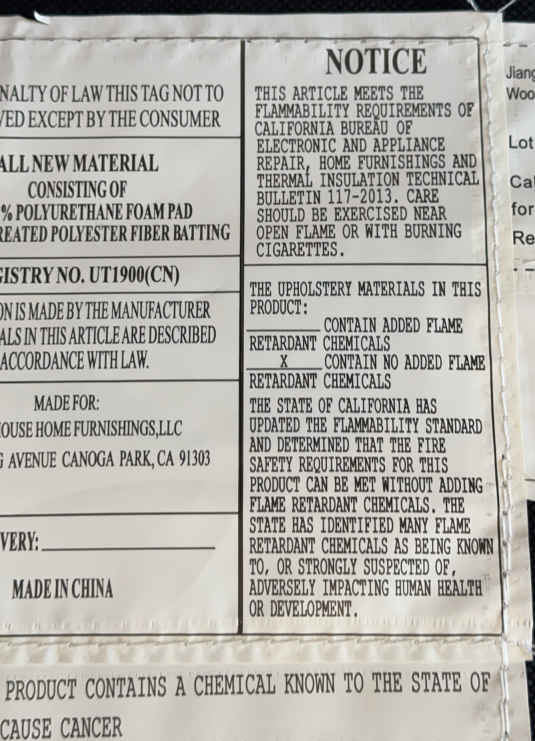 NALTY OF LAW THIS TAG NOT TO
VED EXCEPT BY THE CONSUMER
ALL NEW MATERIAL
CONSISTING OF
% POLYURETHANE FOAM PAD
REATED POLYESTER FIBER BATTING
GISTRY NO. UT1900(CN)
ON IS MADE BY THE MANUFACTURER
ALS IN THIS ARTICLE ARE DESCRIBED
ACCORDANCE WITH LAW.
MADE FOR:
HOUSE HOME FURNISHINGS,LLC
G AVENUE CANOGA PARK, CA 91303
VERY:
MADE IN CHINA
NOTICE
THIS ARTICLE MEETS THE
FLAMMABILITY REQUIREMENTS OF
CALIFORNIA BUREAU OF
ELECTRONIC AND APPLIANCE
REPAIR, HOME FURNISHINGS AND
THERMAL INSULATION TECHNICAL
BULLETIN 117-2013. CARE
SHOULD BE EXERCISED NEAR
OPEN FLAME OR WITH BURNING
CIGARETTES.
THE UPHOLSTERY MATERIALS IN THIS
PRODUCT:
CONTAIN ADDED FLAME
RETARDANT CHEMICALS
X CONTAIN NO ADDED FLAME
RETARDANT CHEMICALS
THE STATE OF CALIFORNIA HAS
UPDATED THE FLAMMABILITY STANDARD
AND DETERMINED THAT THE FIRE
SAFETY REQUIREMENTS FOR THIS
PRODUCT CAN BE MET WITHOUT ADDING
FLAME RETARDANT CHEMICALS. THE
STATE HAS IDENTIFIED MANY FLAME
RETARDANT CHEMICALS AS BEING KNOWN
TO, OR STRONGLY SUSPECTED OF,
ADVERSELY IMPACTING HUMAN HEALTH
OR DEVELOPMENT.
PRODUCT CONTAINS A CHEMICAL KNOWN TO THE STATE OF
CAUSE CANCER
Jiang
Woo
Lot
Cal
for
Re